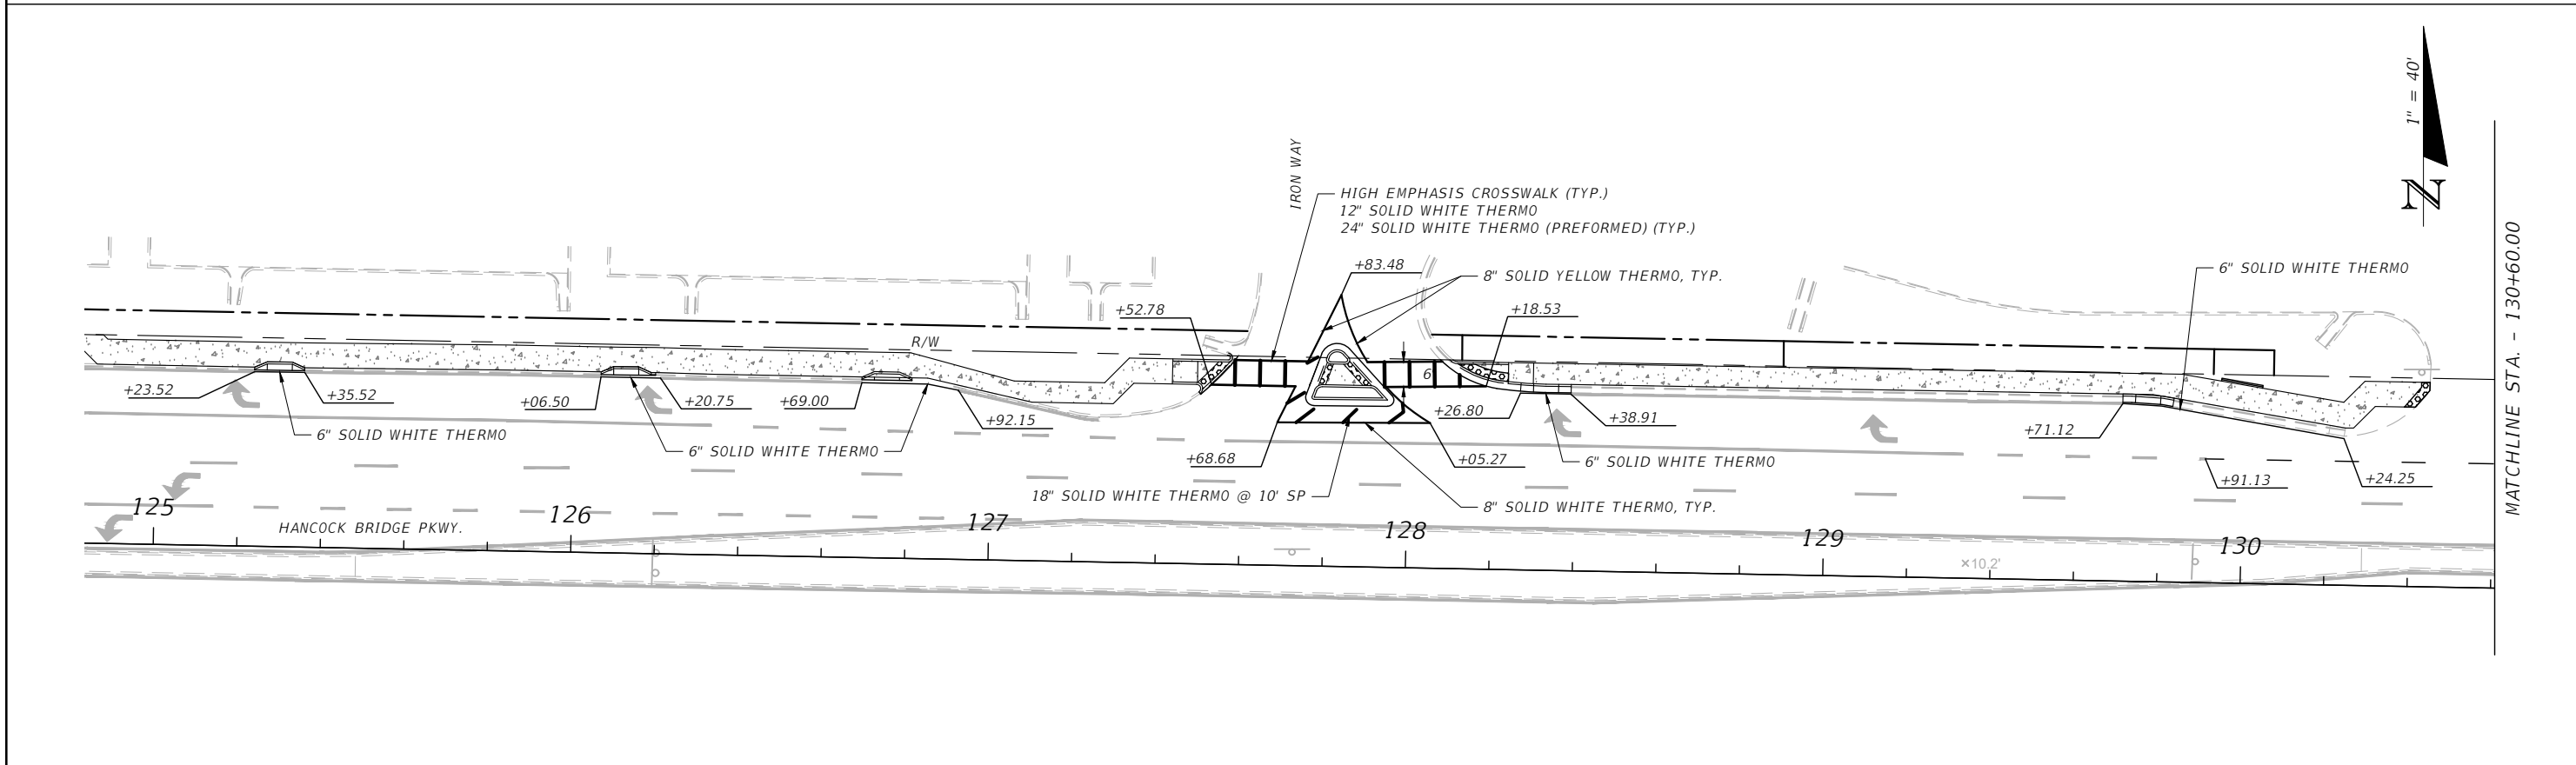 1" = 40'
N
MATCHLINE STA. - 130+60.00
IRON WAY
HIGH EMPHASIS CROSSWALK (TYP.)
12" SOLID WHITE THERMO
24" SOLID WHITE THERMO (PREFORMED) (TYP.)
+83.48
8" SOLID YELLOW THERMO, TYP.
6" SOLID WHITE THERMO
+52.78
+18.53
R/W
6
+23.52
+35.52
+06.50
+20.75
+69.00
+92.15
+26.80
+38.91
+71.12
6" SOLID WHITE THERMO
6" SOLID WHITE THERMO
+68.68
+05.27
6" SOLID WHITE THERMO
+91.13
+24.25
18" SOLID WHITE THERMO @ 10' SP
8" SOLID WHITE THERMO, TYP.
125
126
127
128
129
130
HANCOCK BRIDGE PKWY.
×10.2'